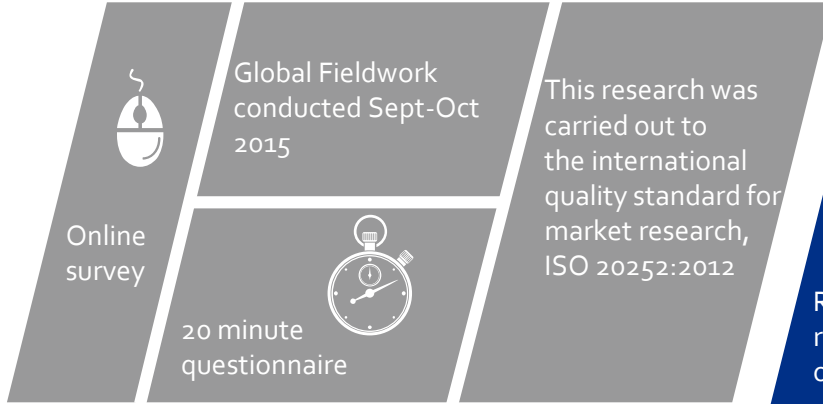 Online
survey
Global Fieldwork
conducted Sept-Oct
2015
20 minute
questionnaire
This research was
carried out to
the international
quality standard for
market research,
ISO 20252:2012